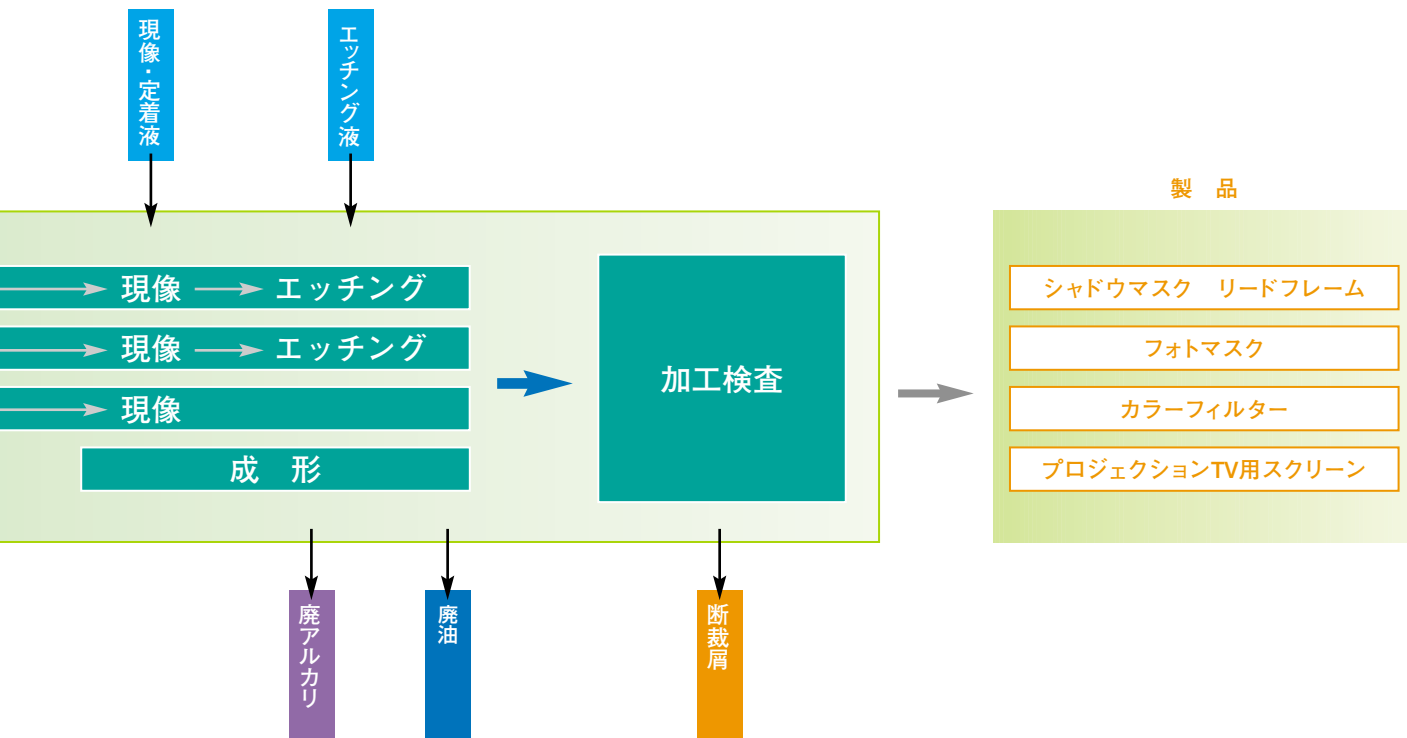 現像・定着液
エッチング液
製　品
現像
エッチング
シャドウマスク　リードフレーム
現像
エッチング
フォトマスク
加工検査
現像
カラーフィルター
成　形
プロジェクションTV用スクリーン
廃アルカリ
廃油
断裁屑